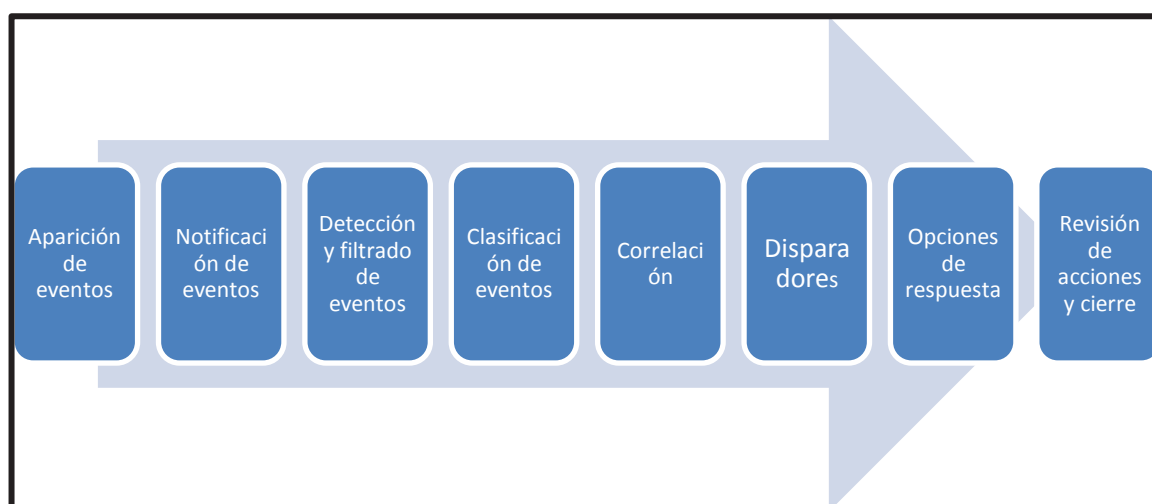 Aparición
de
eventos
Notificaci
ón de
eventos
Detección
y filtrado
de
eventos
Clasificaci
ón de
eventos
Correlaci
ón
Dispara
dores
Opciones
de
respuesta
Revisión
de
acciones
y cierre